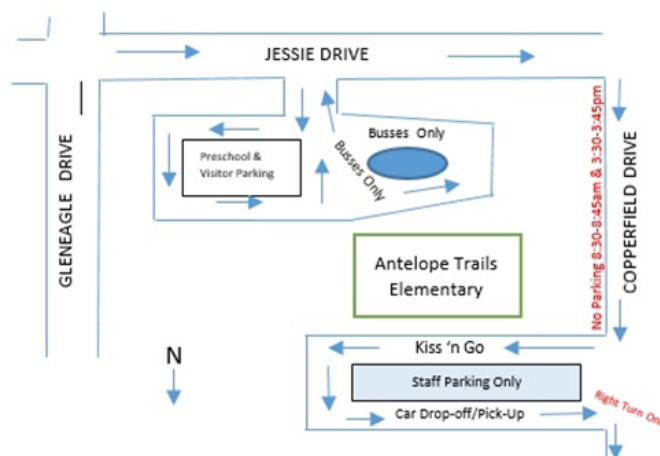 JESSIE DRIVE
GLENEAGLE DRIVE
Preschool &
Visitor Parking
Busses Only
Busses Only
No Parking 8:30-8:45am & 3:30-3:45pm
COPPERFIELD DRIVE
Antelope Trails
Elementary
N
Kiss 'n Go
Staff Parking Only
Car Drop-off/Pick-Up
Right Turn On